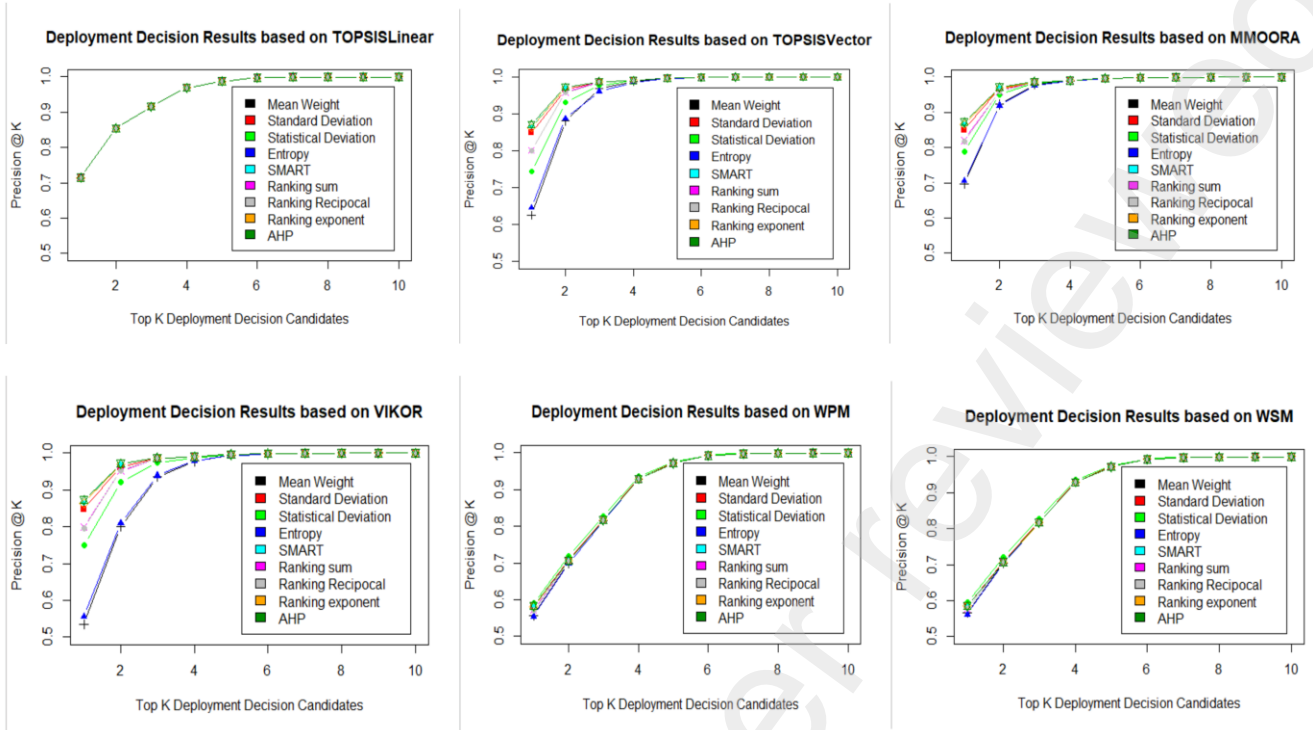 Deployment Decision Results based on TOPSISLinear
Precision @K
1.0
0.9
0.8
0.7
0.6
0.5
Mean Weight
Standard Deviation
Statistical Deviation
Entropy
SMART
Ranking sum
Ranking Recipocal
Ranking exponent
AHP
2 4 6 8 10
Top K Deployment Decision Candidates
Deployment Decision Results based on TOPSISVector
Precision @K
1.0
0.9
0.8
0.7
0.6
0.5
Mean Weight
Standard Deviation
Statistical Deviation
Entropy
SMART
Ranking sum
Ranking Recipocal
Ranking exponent
AHP
2 4 6 8 10
Top K Deployment Decision Candidates
Deployment Decision Results based on MMOORA
Precision @K
1.0
0.9
0.8
0.7
0.6
0.5
Mean Weight
Standard Deviation
Statistical Deviation
Entropy
SMART
Ranking sum
Ranking Recipocal
Ranking exponent
AHP
2 4 6 8 10
Top K Deployment Decision Candidates
Deployment Decision Results based on VIKOR
Precision @K
1.0
0.9
0.8
0.7
0.6
0.5
Mean Weight
Standard Deviation
Statistical Deviation
Entropy
SMART
Ranking sum
Ranking Recipocal
Ranking exponent
AHP
2 4 6 8 10
Top K Deployment Decision Candidates
Deployment Decision Results based on WPM
Precision @K
1.0
0.9
0.8
0.7
0.6
0.5
Mean Weight
Standard Deviation
Statistical Deviation
Entropy
SMART
Ranking sum
Ranking Recipocal
Ranking exponent
AHP
2 4 6 8 10
Top K Deployment Decision Candidates
Deployment Decision Results based on WSM
Precision @K
1.0
0.9
0.8
0.7
0.6
0.5
Mean Weight
Standard Deviation
Statistical Deviation
Entropy
SMART
Ranking sum
Ranking Recipocal
Ranking exponent
AHP
2 4 6 8 10
Top K Deployment Decision Candidates
er reviewed